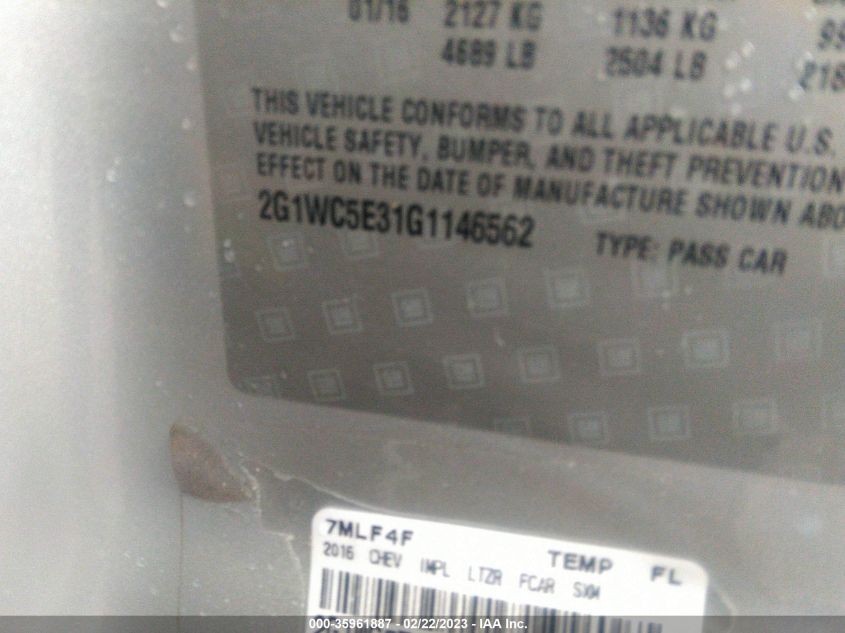 01/16 2127 KG 1136 KG
4689 LB 2504 LB 218
THIS VEHICLE CONFORMS TO ALL APPLICABLE U.S.
VEHICLE SAFETY, BUMPER, AND THEFT PREVENTION
EFFECT ON THE DATE OF MANUFACTURE SHOWN ABO
2G1WC5E31G1146562 TYPE: PASS CAR
7MLF4F TEMP FL
2016 CHEV IMPL LTZR FCAR SX04
000-35961887 - 02/22/2023 - IAA Inc.